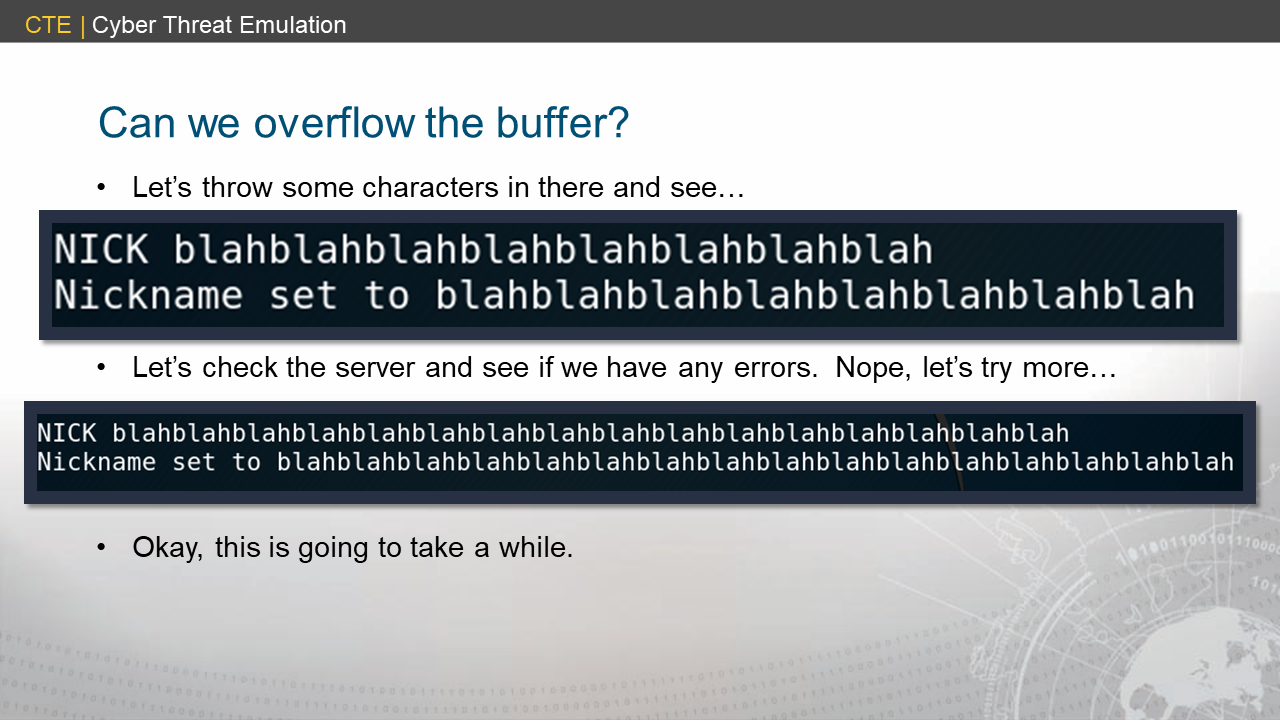 CTE | Cyber Threat Emulation
Can we overflow the buffer?
• Let’s throw some characters in there and see…
NICK blahblahblahblahblahblahblahblah
Nickname set to blahblahblahblahblahblahblahblah
• Let’s check the server and see if we have any errors. Nope, let’s try more…
NICK blahblahblahblahblahblahblahblahblahblahblahblahblahblahblahblah
Nickname set to blahblahblahblahblahblahblahblahblahblahblahblahblahblahblahblah
• Okay, this is going to take a while.